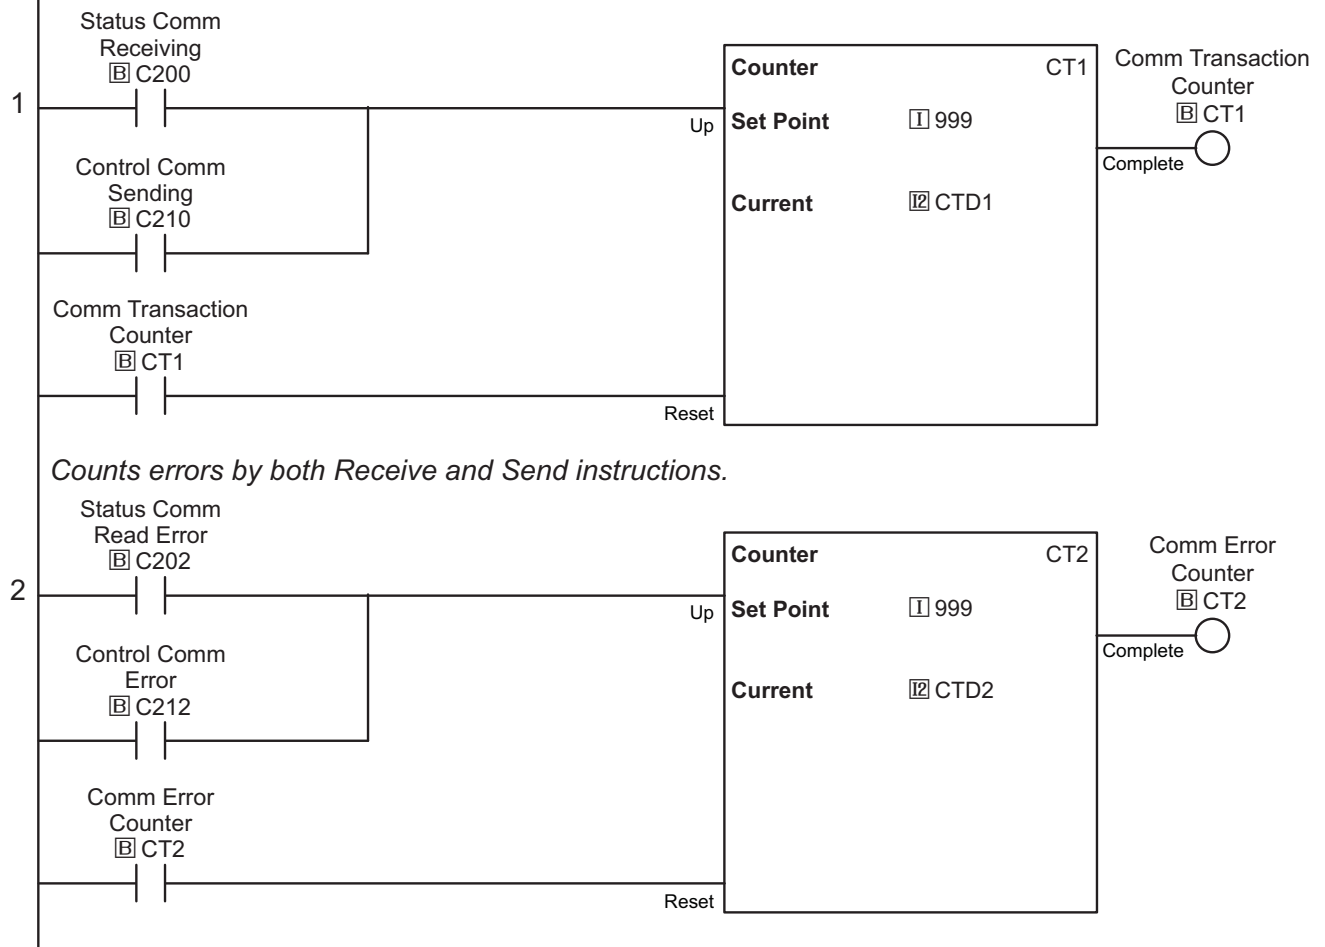 Status Comm
Receiving
B C200
1
Up
Control Comm
Sending
B C210
Comm Transaction
Counter
B CT1
Reset
Counter CT1
Set Point I 999
Current I2 CTD1
Complete
Comm Transaction
Counter
B CT1
Counts errors by both Receive and Send instructions.
Status Comm
Read Error
B C202
2
Up
Control Comm
Error
B C212
Comm Error
Counter
B CT2
Reset
Counter CT2
Set Point I 999
Current I2 CTD2
Complete
Comm Error
Counter
B CT2